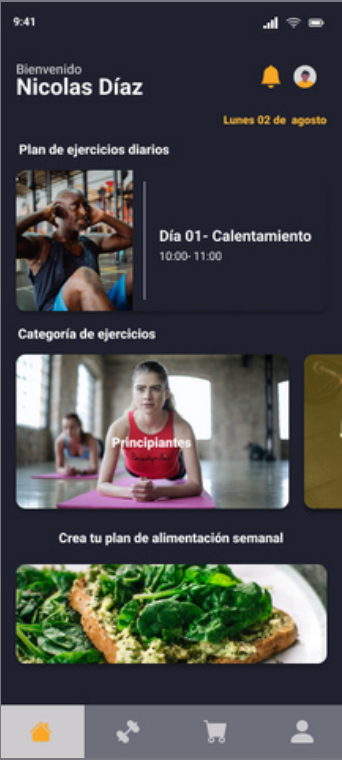 9:41
Bienvenido
Nicolas Díaz
Lunes 02 de agosto
Plan de ejercicios diarios
Día 01- Calentamiento
10:00- 11:00
Categoría de ejercicios
Principiantes
Crea tu plan de alimentación semanal